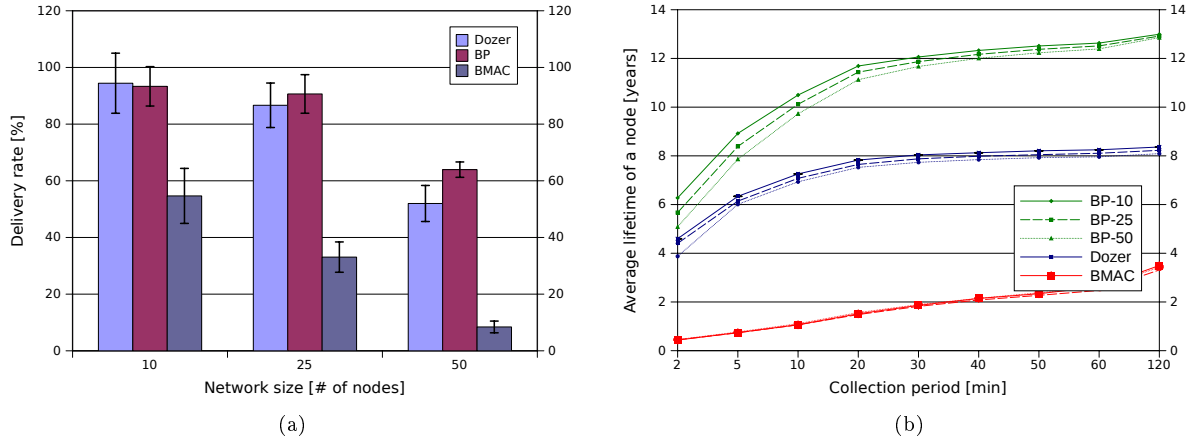 120 120
100 100
80 80
60 60
40 40
20 20
0 0
Delivery rate [%]
Dozer
BP
BMAC
10 25 50
Network size [# of nodes]
(a)
14 14
12 12
10 10
8 8
6 6
4 4
2 2
0 0
Average lifetime of a node [years]
BP-10
BP-25
BP-50
Dozer
BMAC
2 5 10 20 30 40 50 60 120
Collection period [min]
(b)